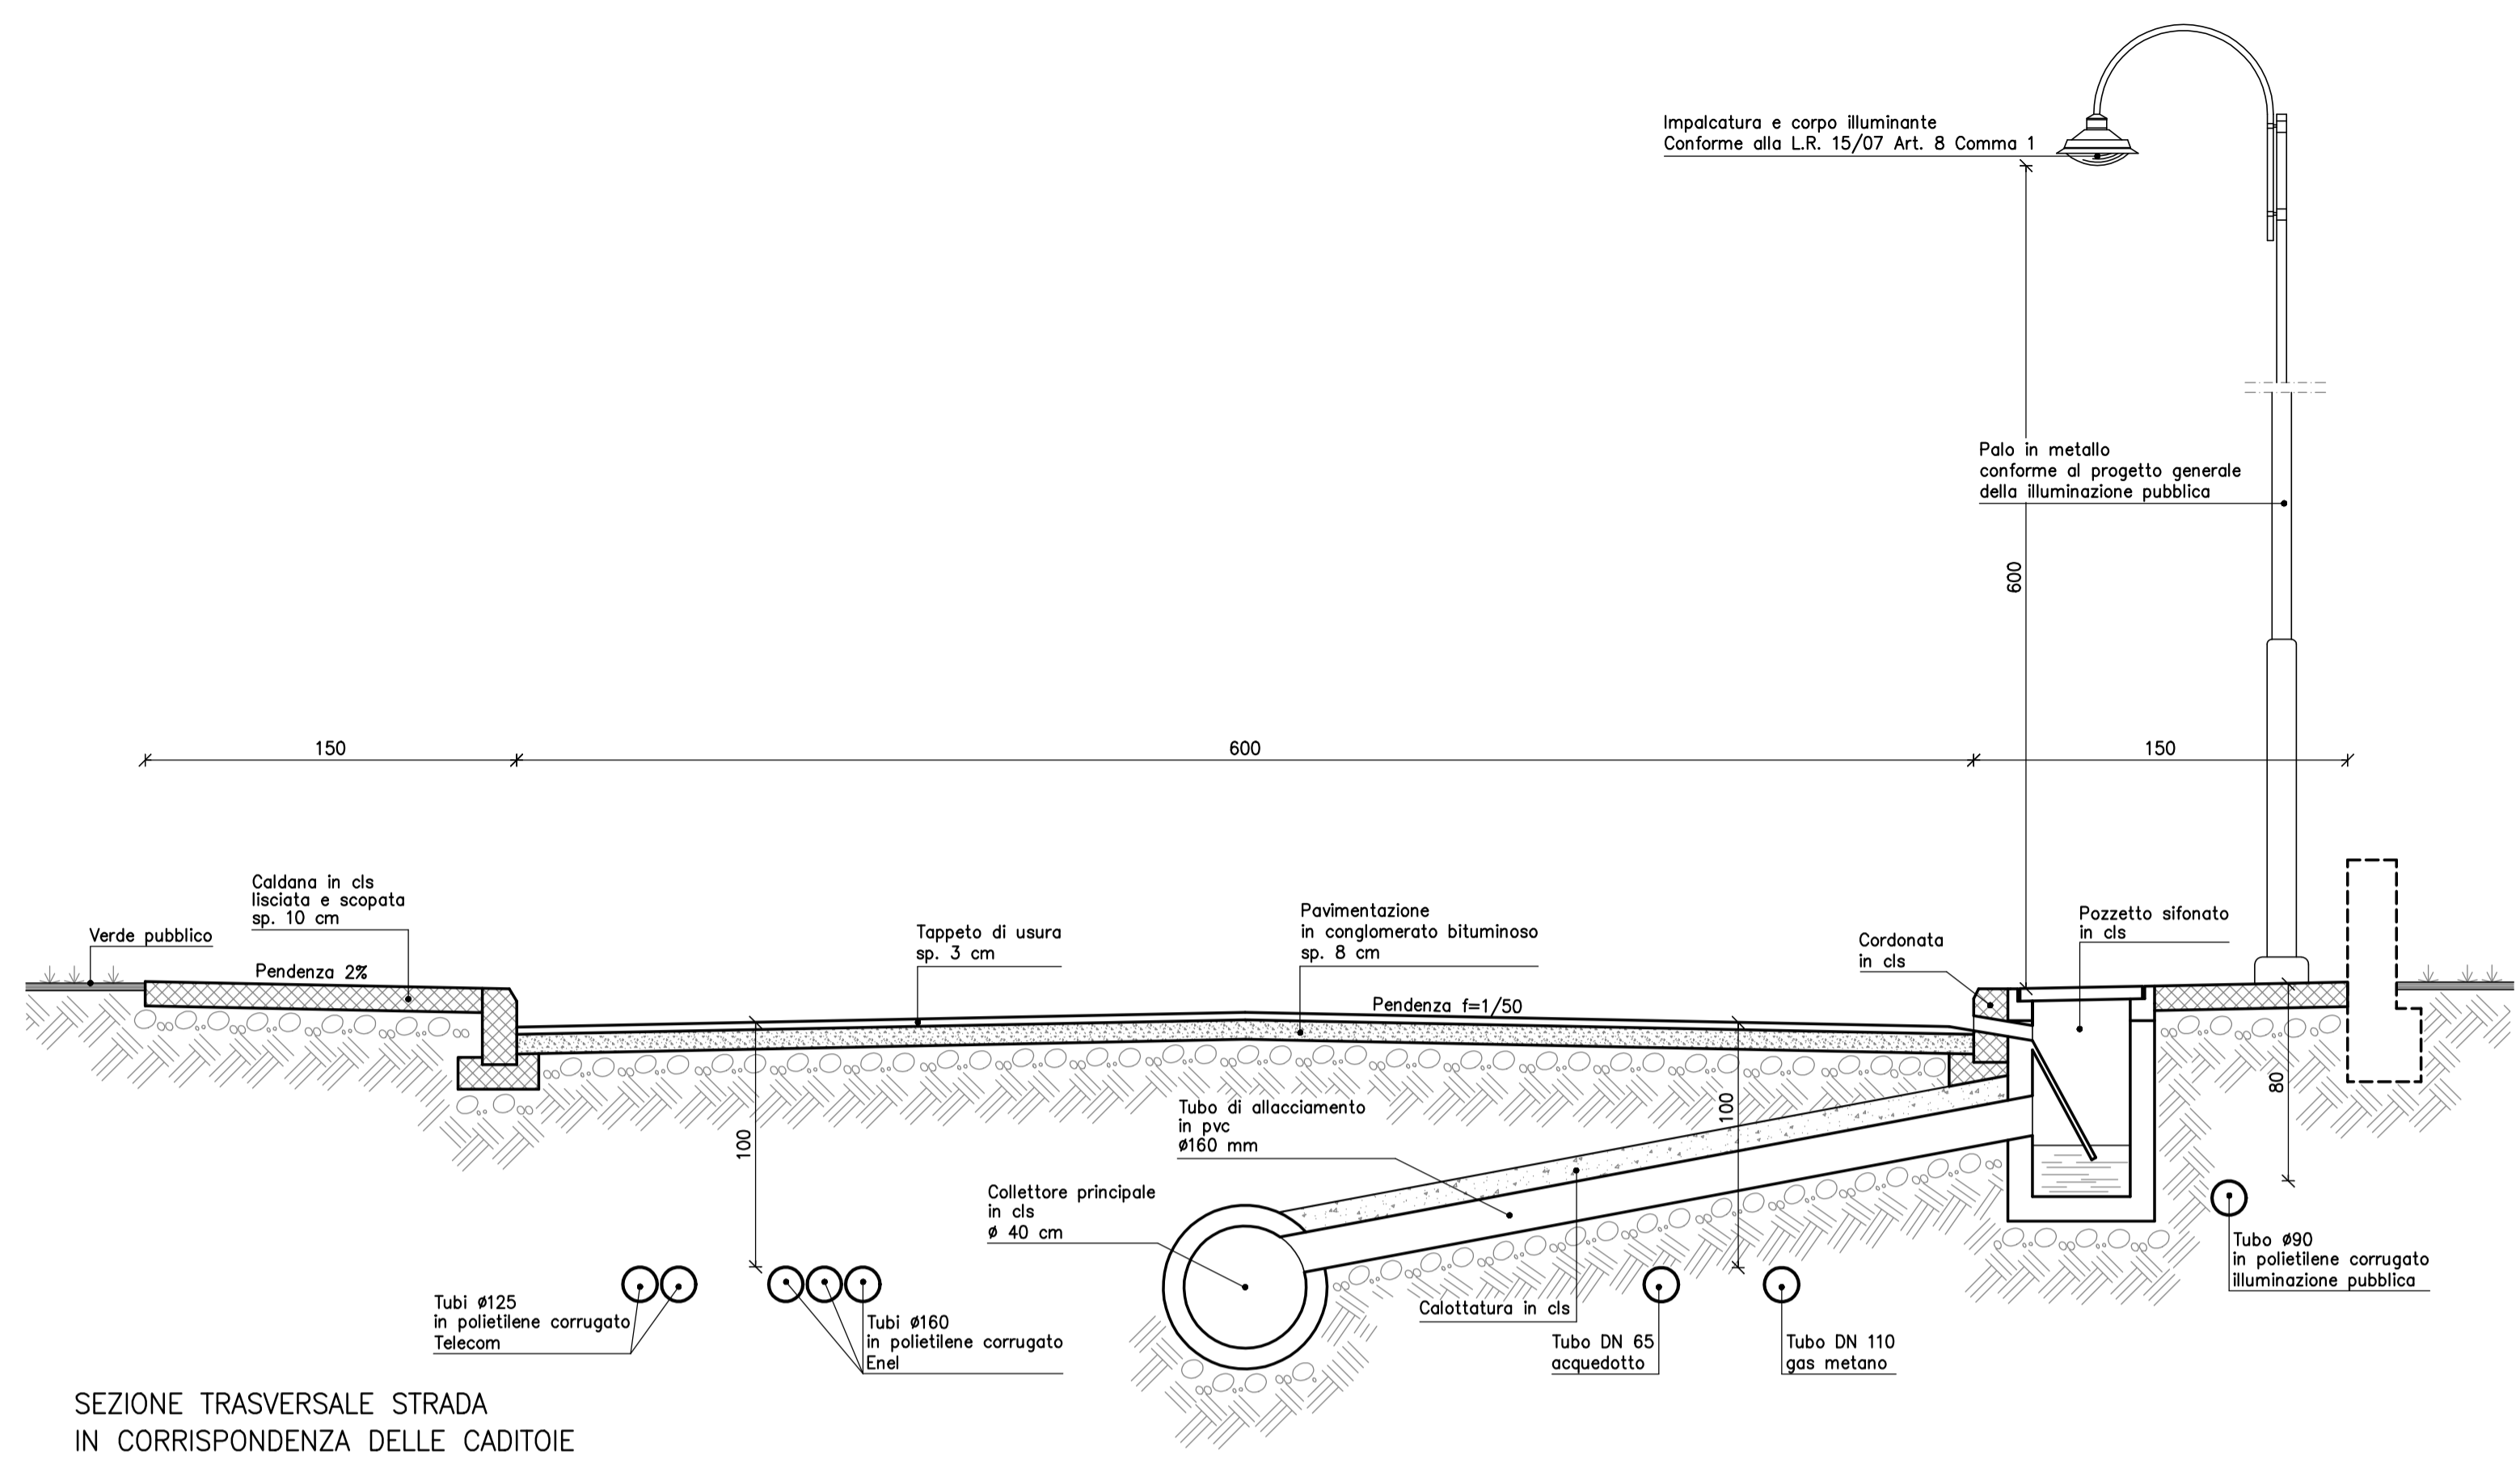 Impalcatura e corpo illuminante
Conforme alla L.R. 15/07 Art. 8 Comma 1
Palo in metallo
conforme al progetto generale
della illuminazione pubblica
600
150
600
150
Caldana in cls
lisciata e scopata
sp. 10 cm
Verde pubblico
Pendenza 2%
Tappeto di usura
sp. 3 cm
Pavimentazione
in conglomerato bituminoso
sp. 8 cm
Pendenza f=1/50
Cordonata
in cls
Pozzetto sifonato
in cls
80
100
100
Tubo di allacciamento
in pvc
ø160 mm
Collettore principale
in cls
ø 40 cm
Tubi ø125
in polietilene corrugato
Telecom
Tubi ø160
in polietilene corrugato
Enel
Calottatura in cls
Tubo DN 65
acquedotto
Tubo DN 110
gas metano
Tubo ø90
in polietilene corrugato
illuminazione pubblica
SEZIONE TRASVERSALE STRADA
IN CORRISPONDENZA DELLE CADITOIE